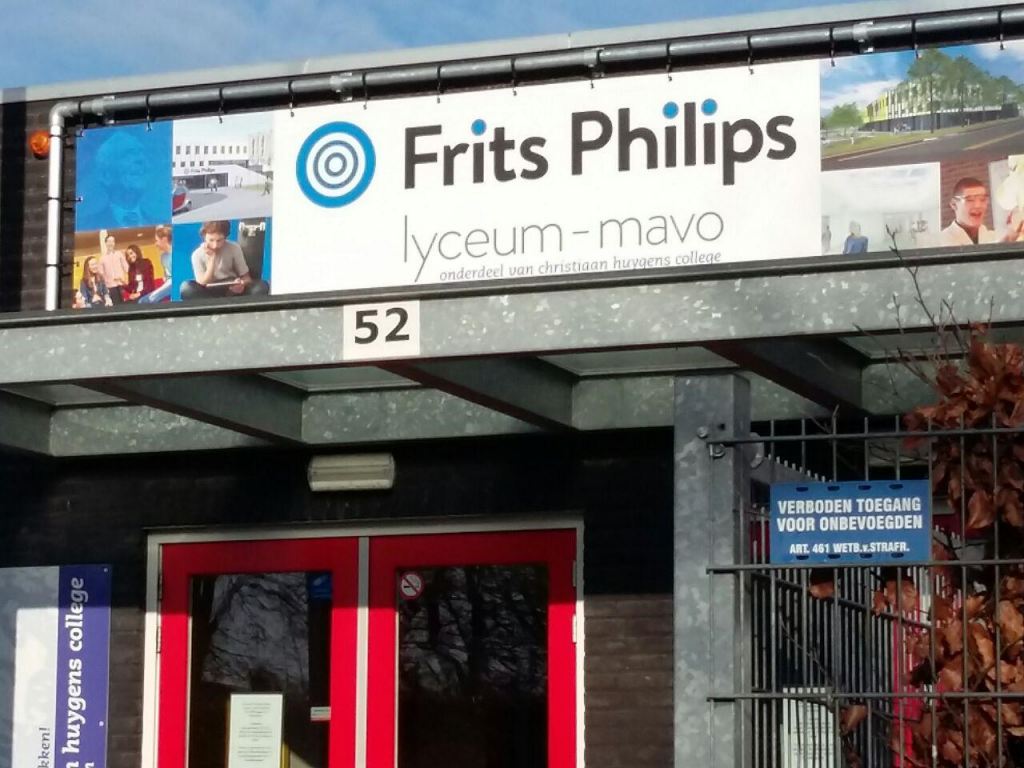 Frits Philips
lyceum-mavo
onderdeel van christiaan huygens college
52
VERBODEN TOEGANG
VOOR ONBEVOEGDEN
ART. 461 WETB.v.STRAFR.
huygens college
kken!